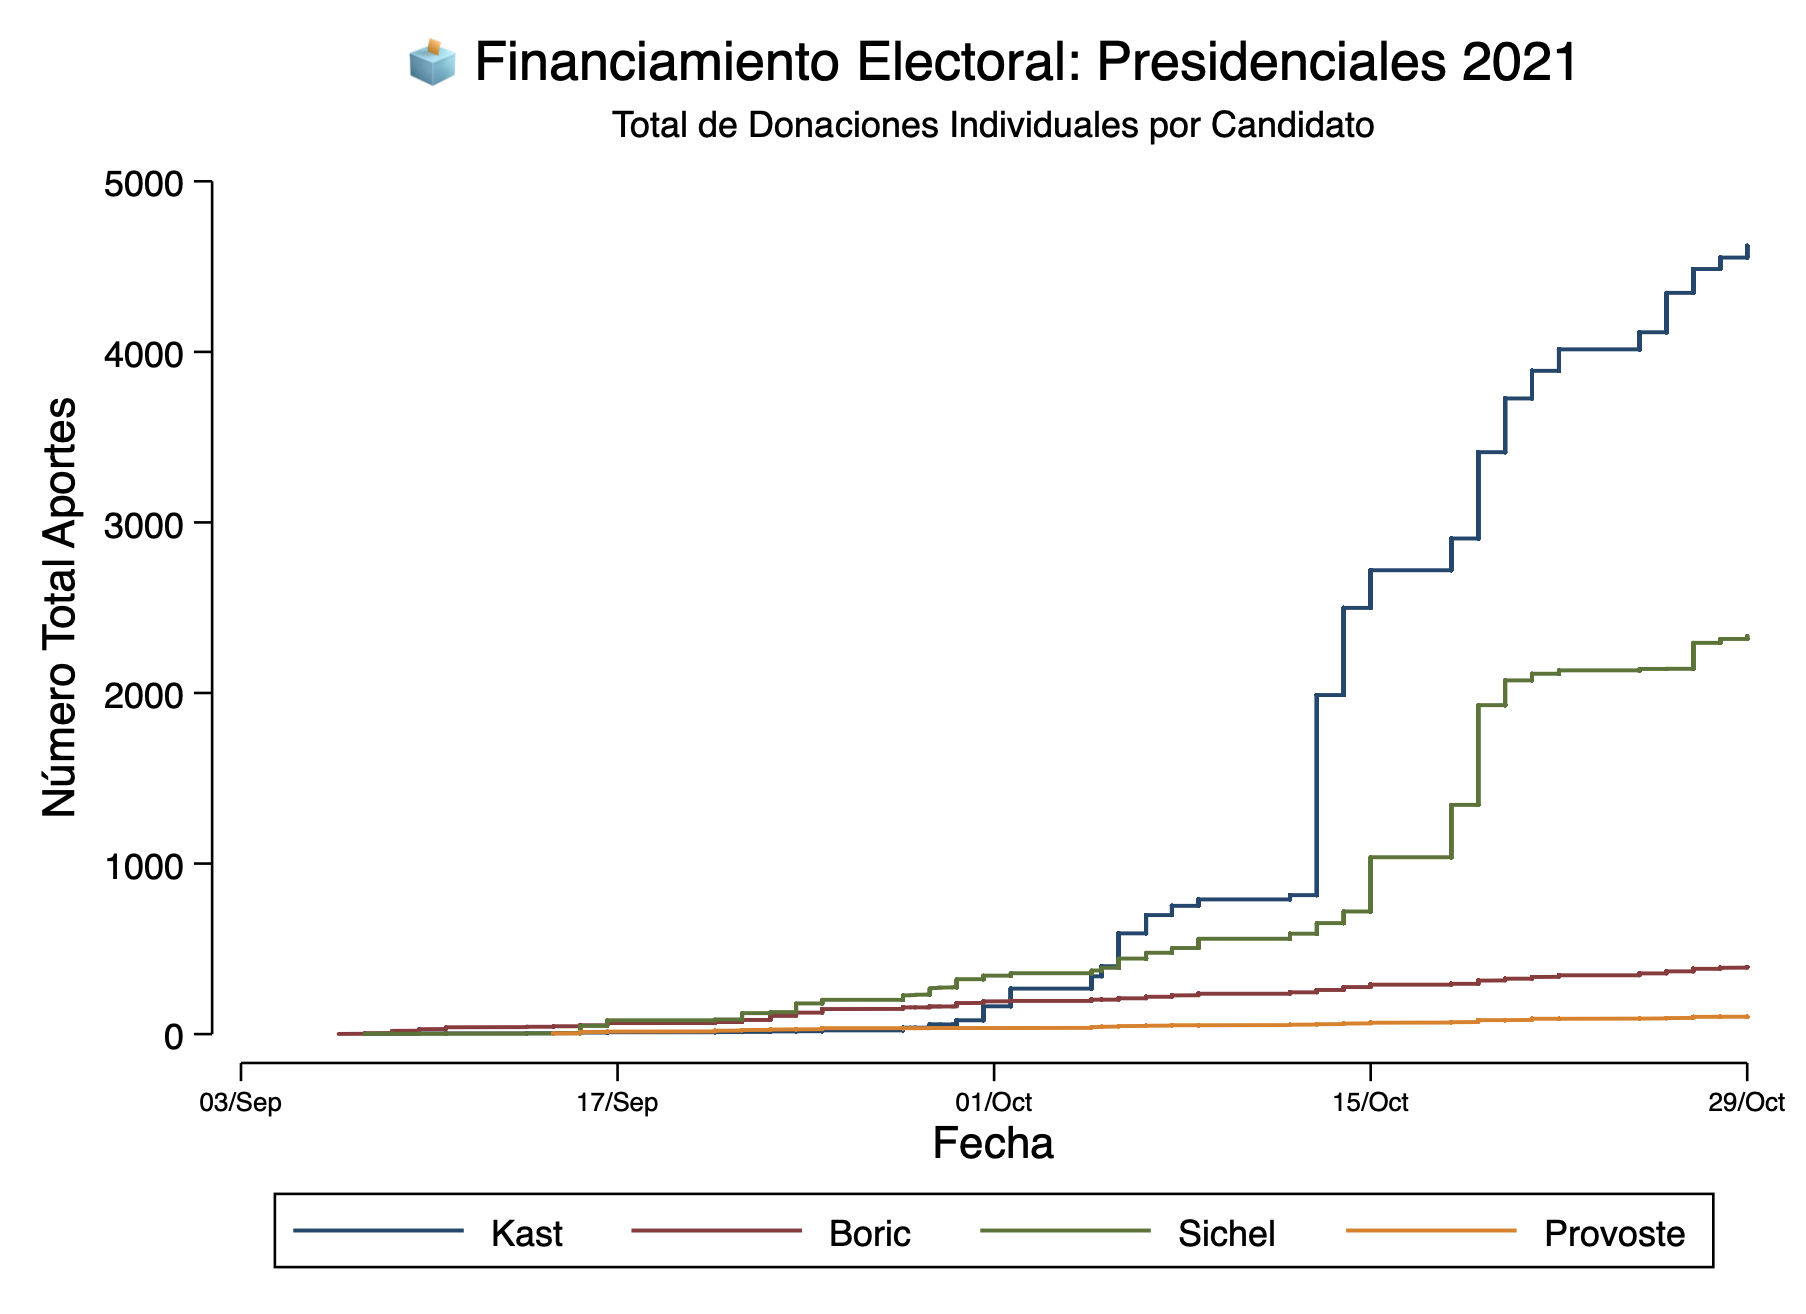 Financiamiento Electoral: Presidenciales 2021
Total de Donaciones Individuales por Candidato
Número Total Aportes
5000
4000
3000
2000
1000
0
03/Sep 17/Sep 01/Oct 15/Oct 29/Oct
Fecha
Kast Boric Sichel Provoste